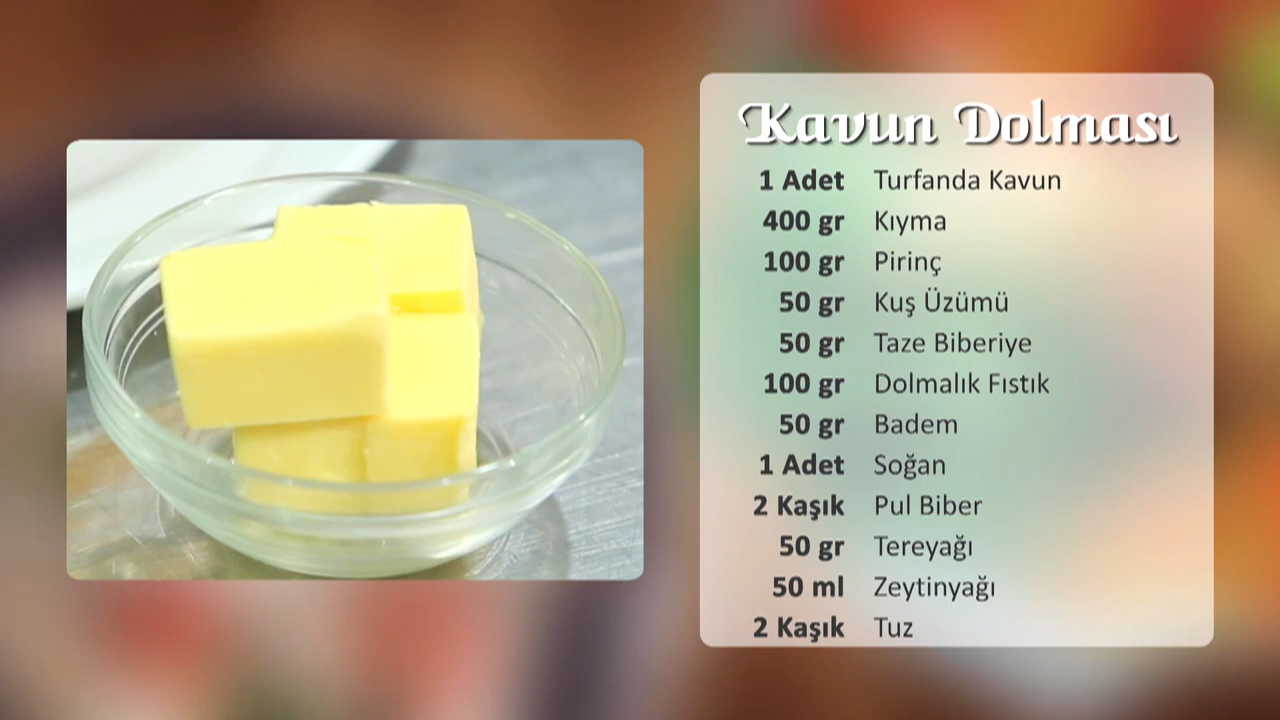 Kavun Dolması
1 Adet Turfanda Kavun
400 gr Kıyma
100 gr Pirinç
50 gr Kuş Üzümü
50 gr Taze Biberiye
100 gr Dolmalık Fıstık
50 gr Badem
1 Adet Soğan
2 Kaşık Pul Biber
50 gr Tereyağı
50 ml Zeytinyağı
2 Kaşık Tuz